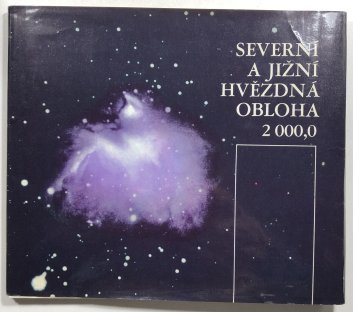 SEVERNÍ
A JIŽNÍ
HVĚZDNÁ
OBLOHA
2 000,0